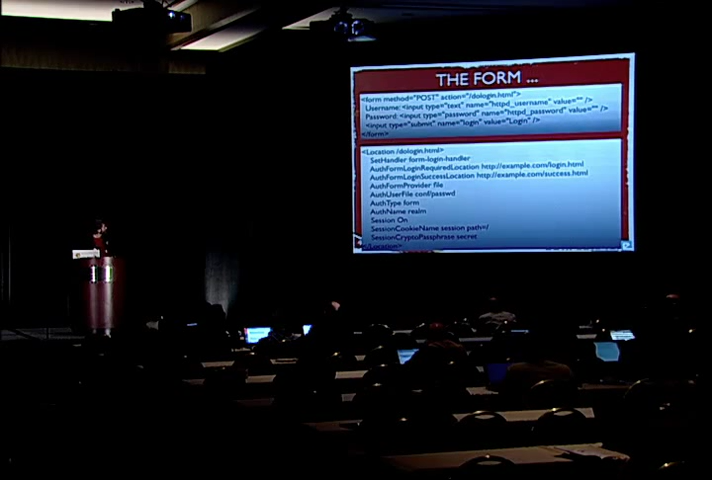 THE FORM ...
<form method="POST" action="/dologin.html">
Username: <input type="text" name="httpd_username" value="" />
Password: <input type="password" name="httpd_password" value="" />
<input type="submit" name="login" value="Login" />
</form>
<Location /dologin.html>
SetHandler form-login-handler
AuthFormLoginRequiredLocation http://example.com/login.html
AuthFormLoginSuccessLocation http://example.com/success.html
AuthFormProvider file
AuthUserFile conf/passwd
AuthType form
AuthName realm
Session On
SessionCookieName session path=/
SessionCryptoPassphrase secret
</Location>